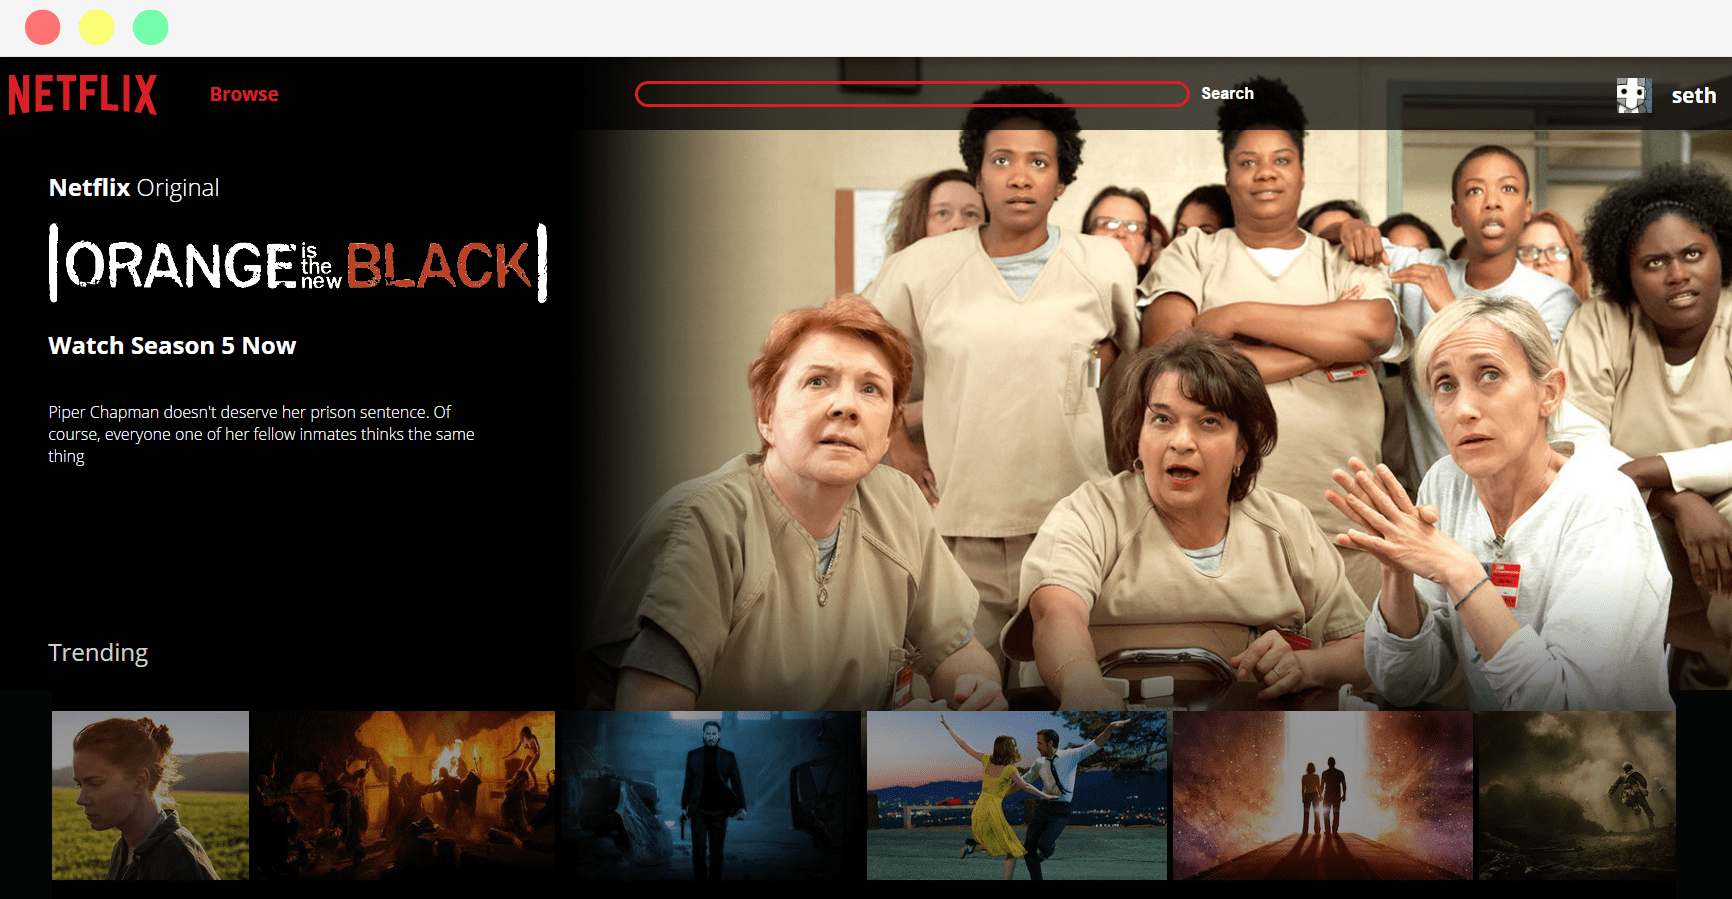 NETFLIX
Browse
Search
seth
Netflix Original
ORANGE is the new BLACK
Watch Season 5 Now
Piper Chapman doesn't deserve her prison sentence. Of
course, everyone one of her fellow inmates thinks the same
thing
Trending